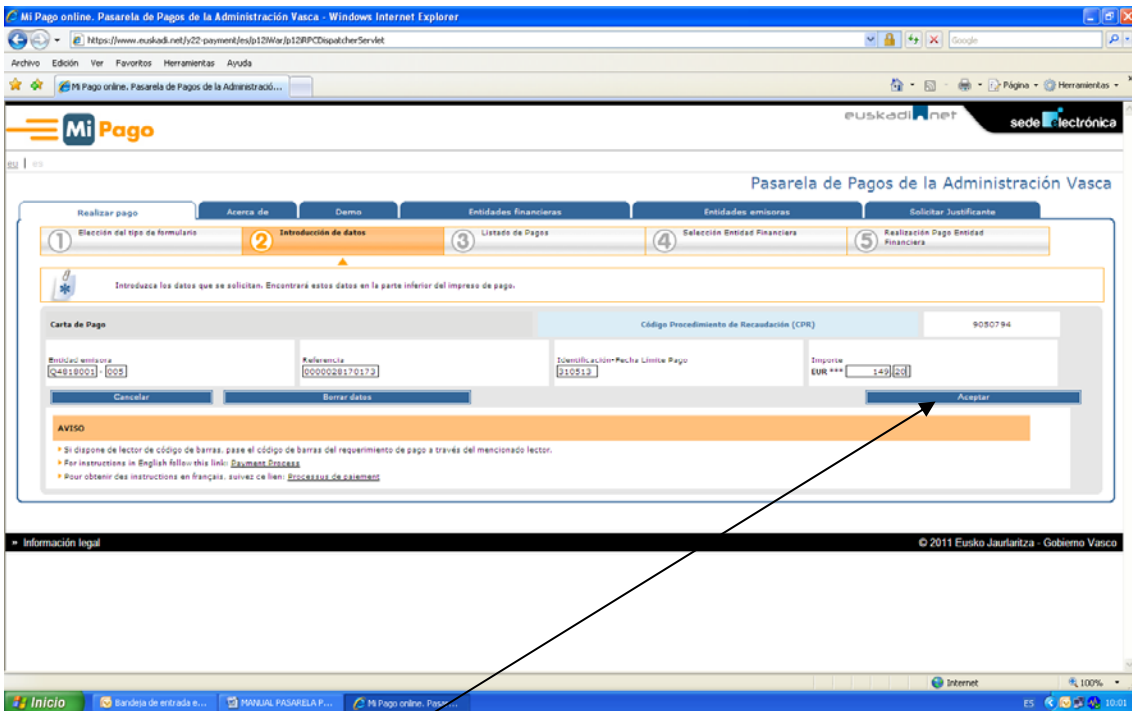 Mi Pago online. Pasarela de Pagos de la Administración Vasca - Windows Internet Explorer
https://www.euskadi.net/y22-payment/es/p12iWar/p12iRPCDispatcherServlet
Google
Archivo Edición Ver Favoritos Herramientas Ayuda
Mi Pago online. Pasarela de Pagos de la Administració...
Página Herramientas
Mi Pago
euskadi net
sede electrónica
eu | es
Pasarela de Pagos de la Administración Vasca
Realizar pago Acerca de Demo Entidades financieras Entidades emisoras Solicitar Justificante
1 Elección del tipo de formulario 2 Introducción de datos 3 Listado de Pagos 4 Selección Entidad Financiera 5 Realización Pago Entidad Financiera
Introduzca los datos que se solicitan. Encontrará estos datos en la parte inferior del impreso de pago.
Carta de Pago Código Procedimiento de Recaudación (CPR) 9050794
Entidad emisora Referencia Identificación-Fecha Límite Pago Importe
Q4818001 - 005 0000028170173 310513 EUR *** 149 20
Cancelar Borrar datos Aceptar
AVISO
Si dispone de lector de código de barras, pase el código de barras del requerimiento de pago a través del mencionado lector.
For instructions in English follow this link: Payment Process
Pour obtenir des instructions en français, suivez ce lien: Processus de paiement
» Información legal © 2011 Eusko Jaurlaritza - Gobierno Vasco
Internet 100%
Inicio Bandeja de entrada e... MANUAL PASARELA P... Mi Pago online. Pasar... ES 10:01